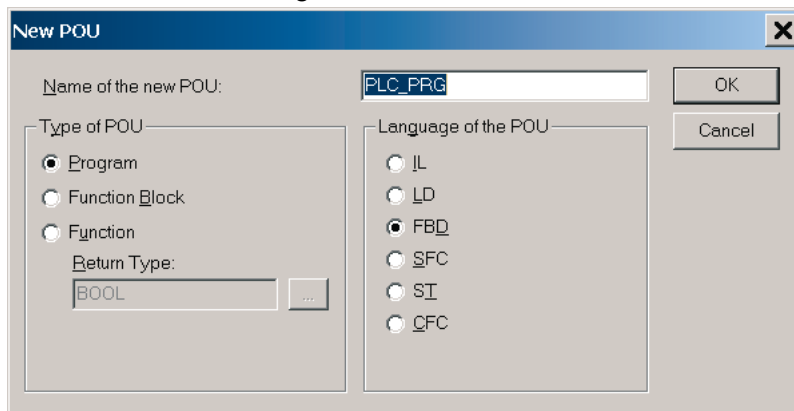 New POU
Name of the new POU:
PLC_PRG
OK
Cancel
Type of POU
Program
Function Block
Function
Return Type:
BOOL
...
Language of the POU
IL
LD
FBD
SFC
ST
CFC